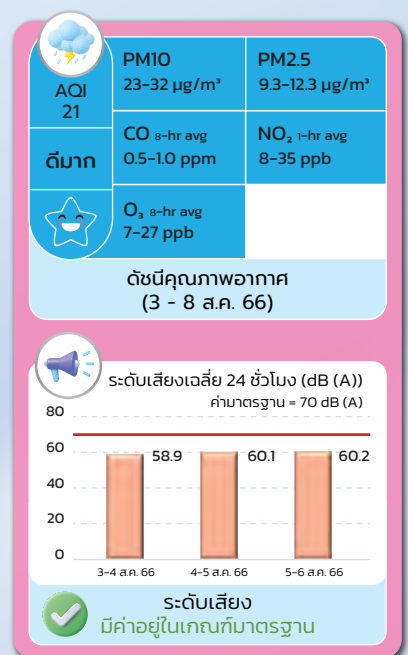 AQI
21
ดีมาก
PM10
23-32 µg/m³
PM2.5
9.3-12.3 µg/m³
CO 8-hr avg
0.5-1.0 ppm
NO₂ 1-hr avg
8-35 ppb
O₃ 8-hr avg
7-27 ppb
ดัชนีคุณภาพอากาศ
(3 - 8 ส.ค. 66)
ระดับเสียงเฉลี่ย 24 ชั่วโมง (dB (A))
ค่ามาตรฐาน = 70 dB (A)
80
60
40
20
0
58.9
60.1
60.2
3-4 ส.ค. 66
4-5 ส.ค. 66
5-6 ส.ค. 66
ระดับเสียง
มีค่าอยู่ในเกณฑ์มาตรฐาน